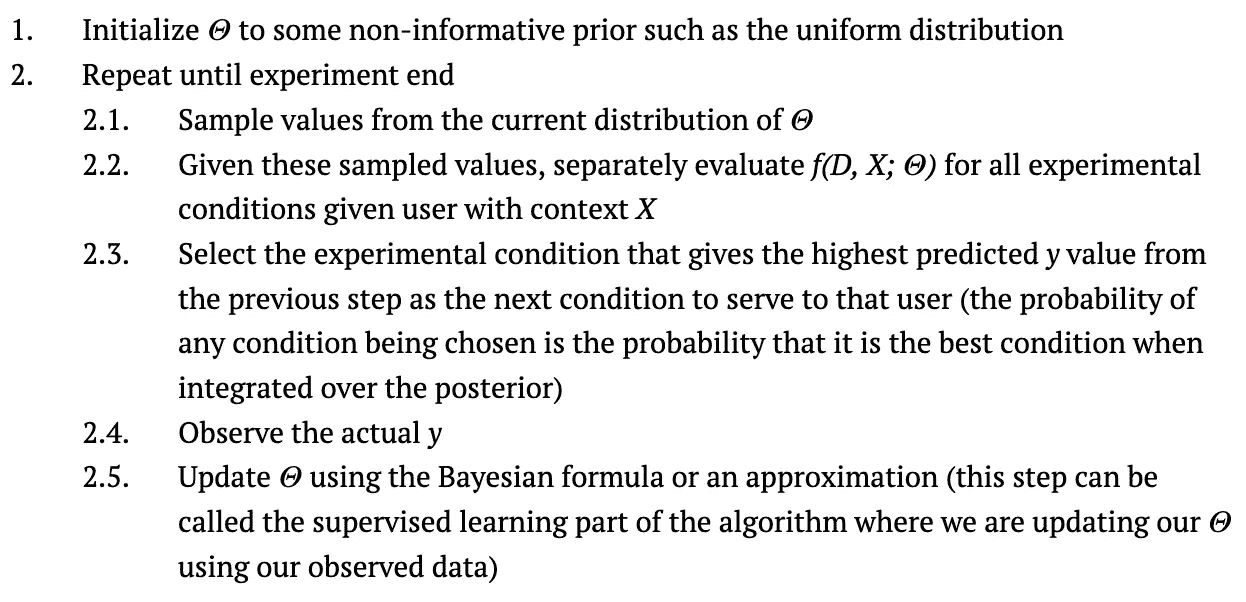 1. Initialize Θ to some non-informative prior such as the uniform distribution
2. Repeat until experiment end
2.1. Sample values from the current distribution of Θ
2.2. Given these sampled values, separately evaluate f(D, X; Θ) for all experimental
conditions given user with context X
2.3. Select the experimental condition that gives the highest predicted y value from
the previous step as the next condition to serve to that user (the probability of
any condition being chosen is the probability that it is the best condition when
integrated over the posterior)
2.4. Observe the actual y
2.5. Update Θ using the Bayesian formula or an approximation (this step can be
called the supervised learning part of the algorithm where we are updating our Θ
using our observed data)